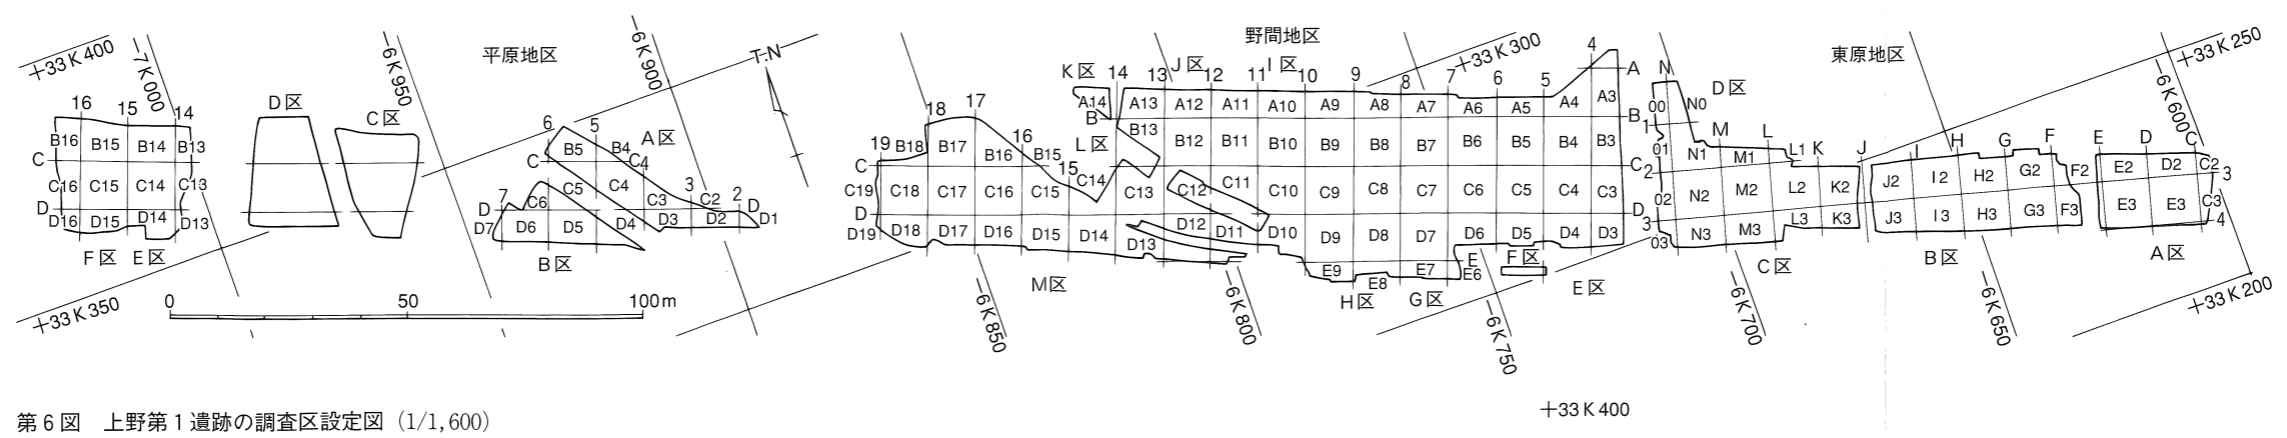 平原地区
野間地区
東原地区
T.N
+33K400
-7K000
-6K950
-6K900
+33K300
-6K600
+33K250
16 15 14
D区
C区
6 5
A区
B16 B15 B14 B13
C
C16 C15 C14 C13
D
D16 D15 D14 D13
F区 E区
B5 B4
C C4
C5 C4
7 C6 C3 3 C2 2
D D
D7 D6 D5 D4 D3 D2 D1
B区
+33K350
0 50 100m
K区 14 13 J区 12 11 I区 10 9 8 7 6 5 4
A
A14 A13 A12 A11 A10 A9 A8 A7 A6 A5 A4 A3
B B
18 17
19 B18 B17 16 B16 B15 15
L区
B13 B12 B11 B10 B9 B8 B7 B6 B5 B4 B3
C C
C19 C18 C17 C16 C15 C14 C13 C12 C11 C10 C9 C8 C7 C6 C5 C4 C3
D D
D19 D18 D17 D16 D15 D14 D13 D12 D11 D10 D9 D8 D7 D6 D5 D4 D3
E
E9 E8 E7 E6
F区
M区
H区 G区
E区
-6K850
-6K800
-6K750
N
D区
00 N0
1 M L
01 N1 M1 L1 K J I H G F E D C
2
02 N2 M2 L2 K2 J2 I2 H2 G2 F2 E2 D2 C2
3
3
03 N3 M3 L3 K3 J3 I3 H3 G3 F3 E3 E3 C3
4
C区
B区
A区
-6K700
-6K650
+33K200
+33K400
第6図 上野第1遺跡の調査区設定図 (1/1,600)